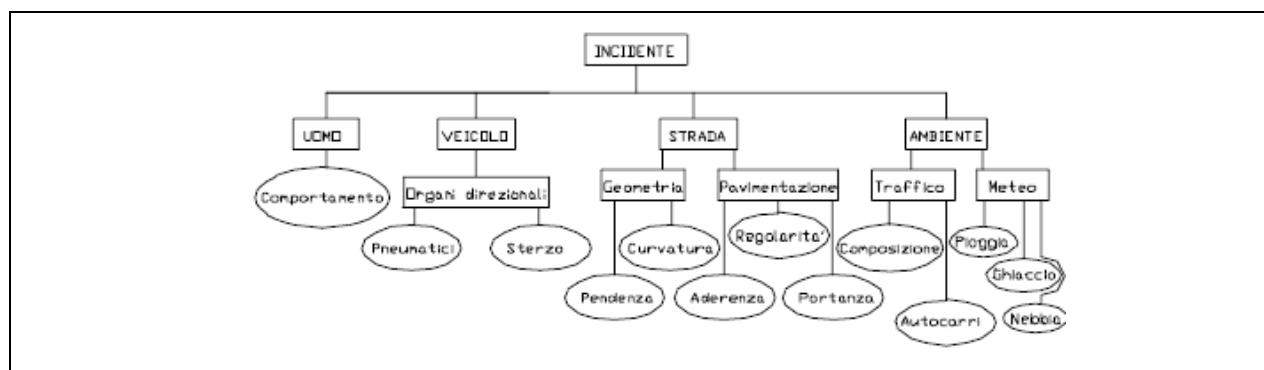 INCIDENTE
UOMO VEICOLO STRADA AMBIENTE
Comportamento Organi direzionali Geometria Pavimentazione Traffico Meteo
Pneumatici Sterzo Curvatura Regolarita' Composizione Pioggia
Ghiaccio
Pendenza Aderenza Portanza Autocarri Nebbia